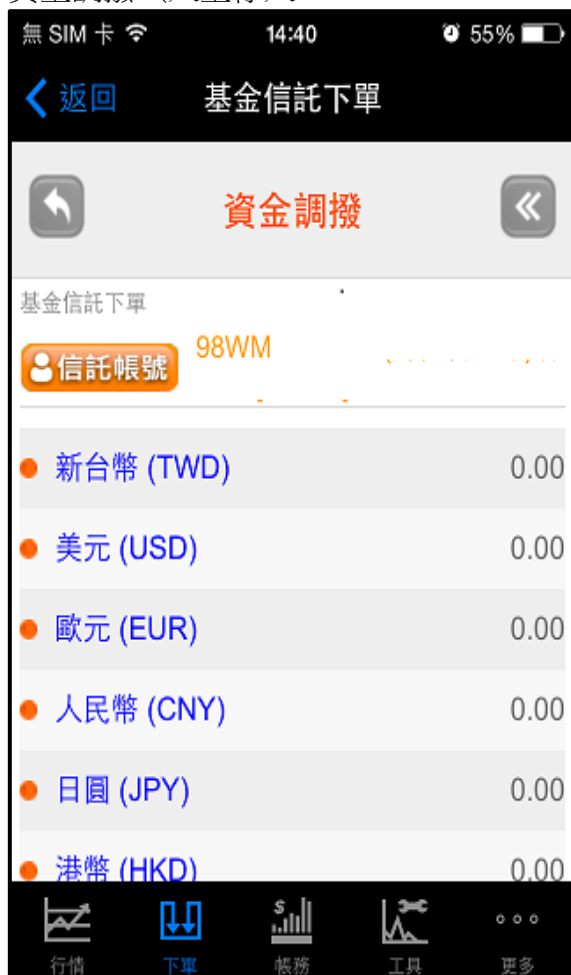 無 SIM 卡 14:40 55%
返回 基金信託下單
資金調撥
基金信託下單
信託帳號 98WM
新台幣 (TWD) 0.00
美元 (USD) 0.00
歐元 (EUR) 0.00
人民幣 (CNY) 0.00
日圓 (JPY) 0.00
港幣 (HKD) 0.00
行情 下單 帳務 工具 更多